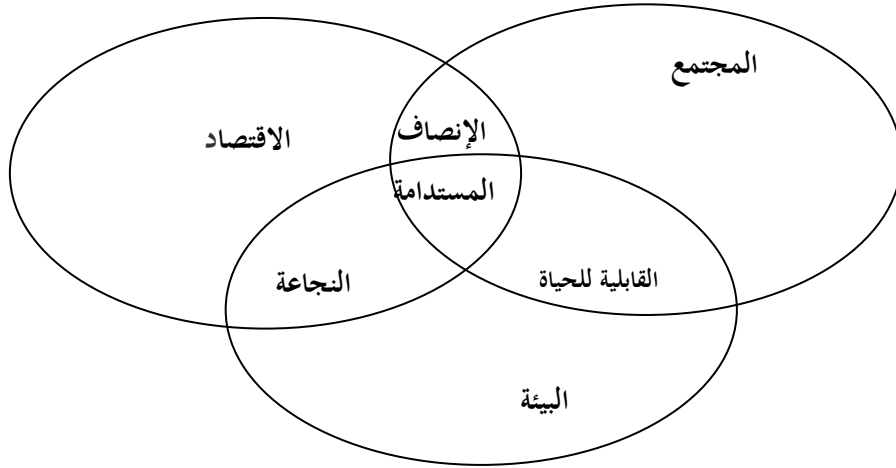 المجتمع
الإنصاف
الاقتصاد
المستدامة
القابلية للحياة
النجاعة
البيئة